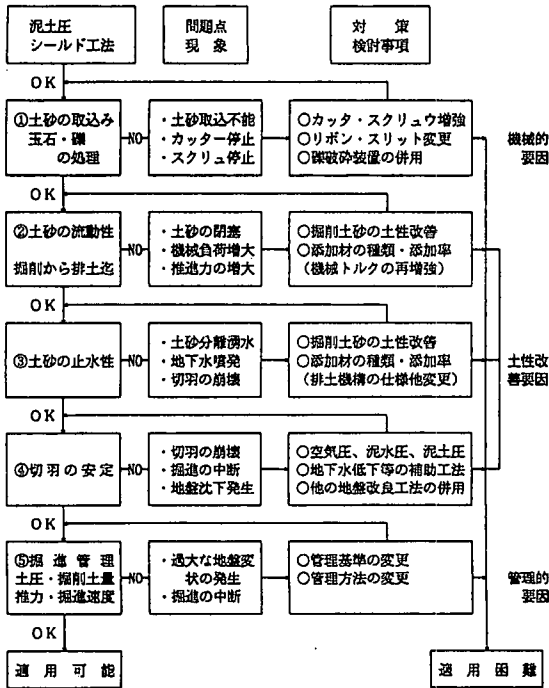 泥土圧
シールド工法
問題点
現 象
対 策
検討事項
OK
①土砂の取込み
玉石・礫
の処理
NO
・土砂取込不能
・カッター停止
・スクリュ停止
○カッタ・スクリュウ増強
○リボン・スリット変更
○礫破砕装置の併用
機械的
要因
OK
②土砂の流動性
掘削から排土迄
NO
・土砂の閉塞
・機械負荷増大
・推進力の増大
○掘削土砂の土性改善
○添加材の種類・添加率
(機械トルクの再増強)
OK
③土砂の止水性
NO
・土砂分離湧水
・地下水噴発
・切羽の崩壊
○掘削土砂の土性改善
○添加材の種類・添加率
(排土機構の仕様他変更)
土性改
善要因
OK
④切羽の安定
NO
・切羽の崩壊
・掘進の中断
・地盤沈下発生
○空気圧、泥水圧、泥土圧
○地下水低下等の補助工法
○他の地盤改良工法の併用
OK
⑤掘 進 管 理
土圧・掘削土量
推力・掘進速度
NO
・過大な地盤変
状の発生
・掘進の中断
○管理基準の変更
○管理方法の変更
管理的
要因
OK
適 用 可 能
適 用 困 難